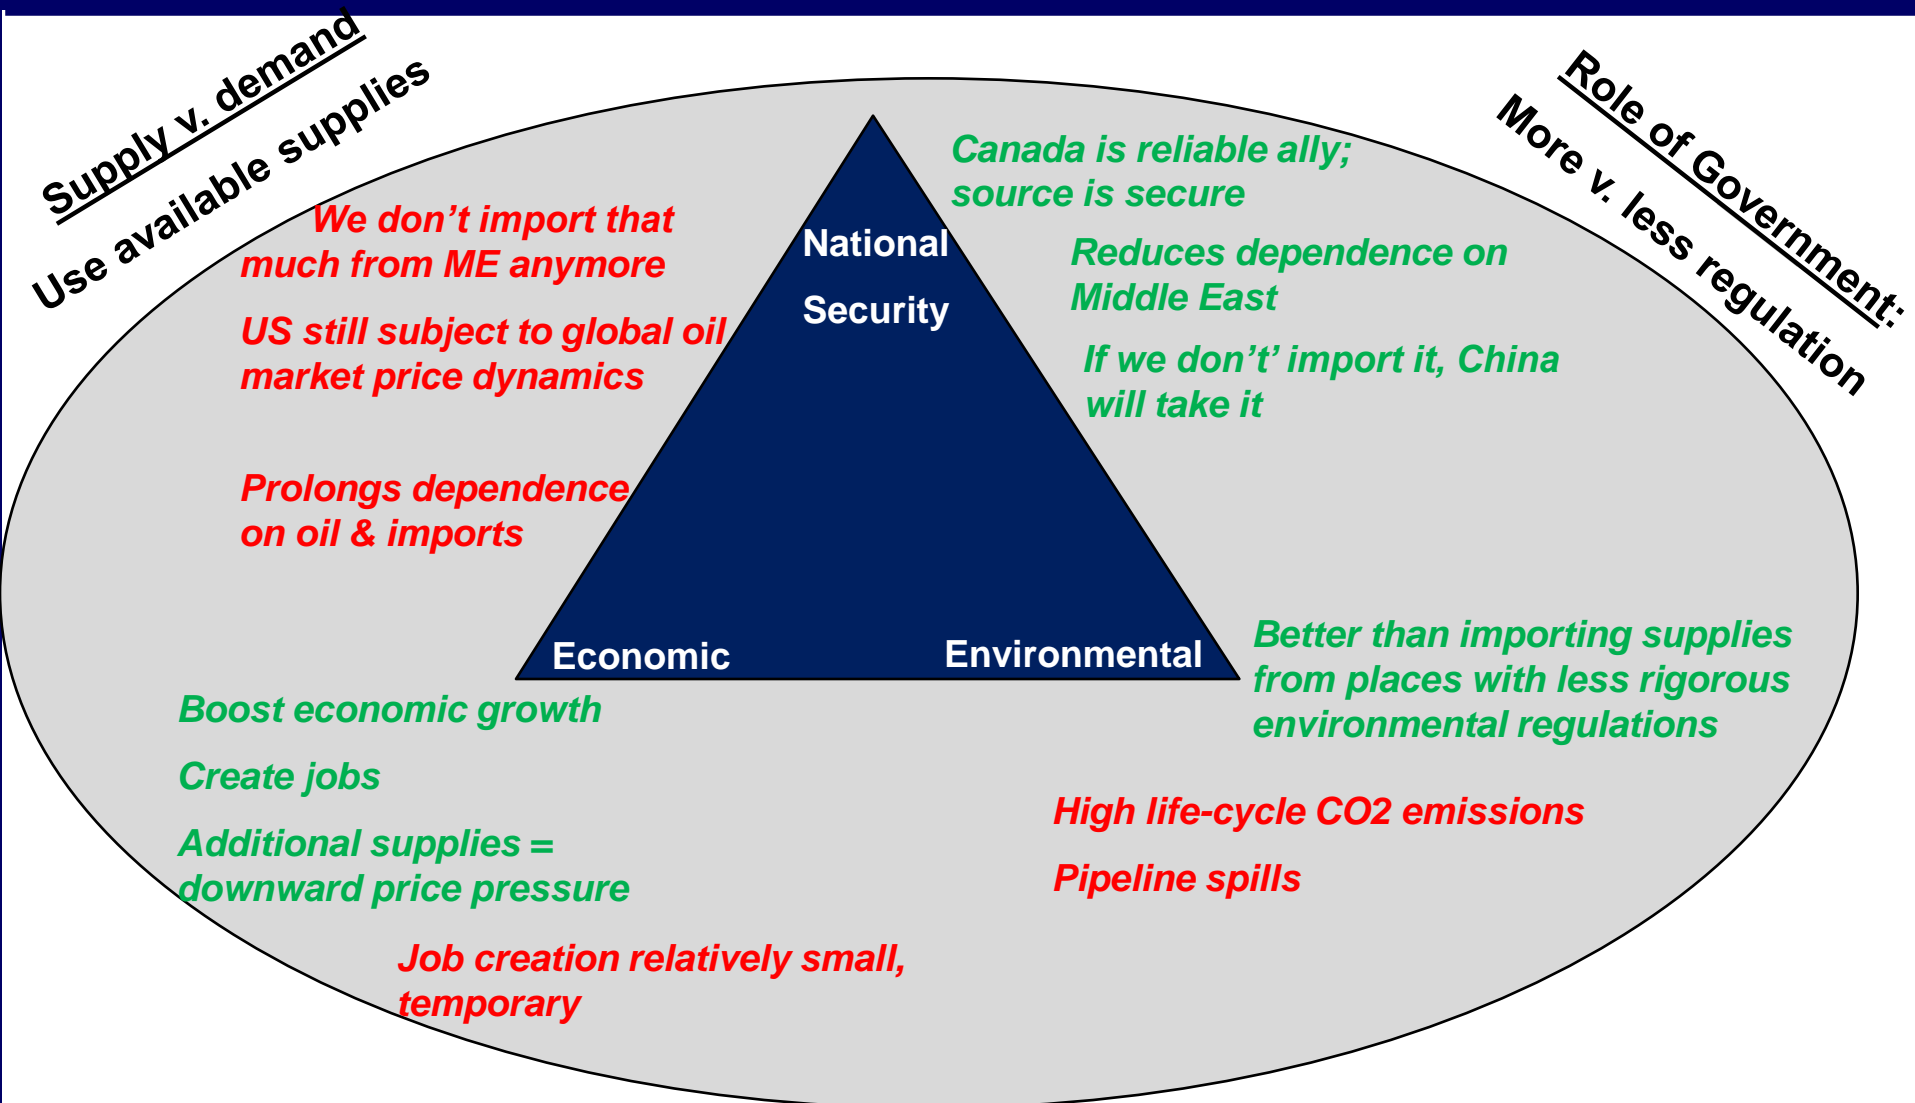 Supply v. demand
Use available supplies
Role of Government:
More v. less regulation
Canada is reliable ally;
source is secure
We don’t import that
much from ME anymore
National
Security
Reduces dependence on
Middle East
US still subject to global oil
market price dynamics
If we don’t’ import it, China
will take it
Prolongs dependence
on oil & imports
Economic
Environmental
Better than importing supplies
from places with less rigorous
environmental regulations
Boost economic growth
Create jobs
Additional supplies =
downward price pressure
High life-cycle CO2 emissions
Pipeline spills
Job creation relatively small,
temporary